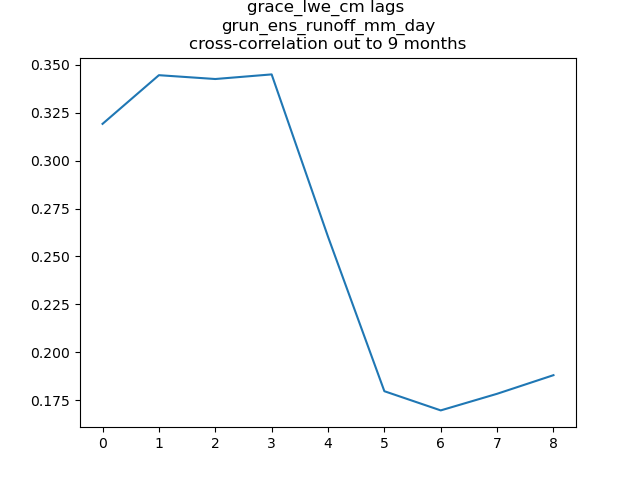 grace_lwe_cm lags
grun_ens_runoff_mm_day
cross-correlation out to 9 months
0.350
0.325
0.300
0.275
0.250
0.225
0.200
0.175
0 1 2 3 4 5 6 7 8